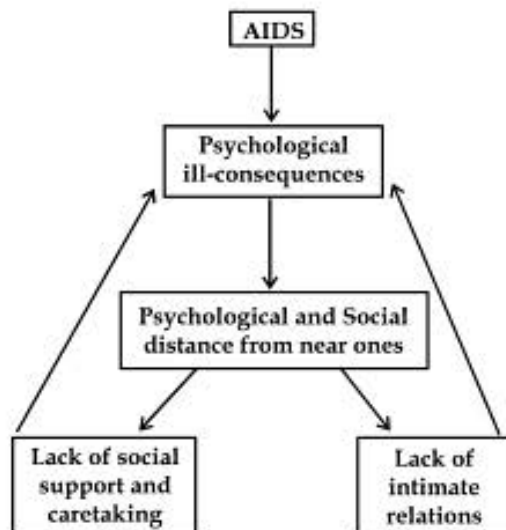 AIDS
Psychological
ill-consequences
Psychological and Social
distance from near ones
Lack of social
support and
caretaking
Lack of
intimate
relations